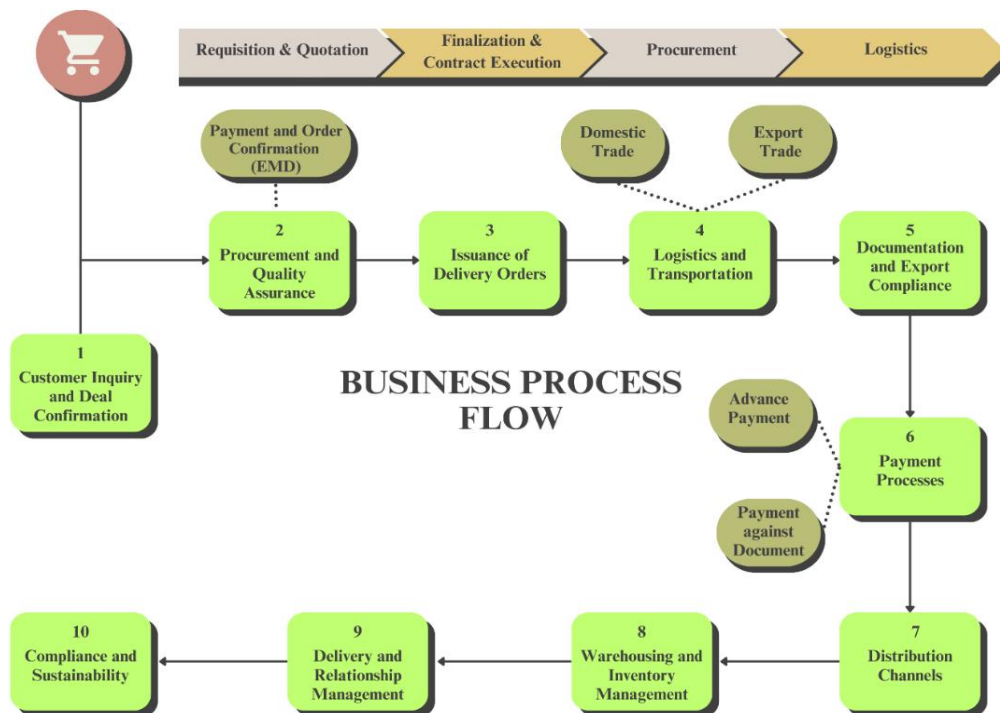 Requisition & Quotation
Finalization &
Contract Execution
Procurement
Logistics
Payment and Order
Confirmation
(EMD)
Domestic
Trade
Export
Trade
2
Procurement and
Quality
Assurance
3
Issuance of
Delivery Orders
4
Logistics and
Transportation
5
Documentation
and Export
Compliance
1
Customer Inquiry
and Deal
Confirmation
BUSINESS PROCESS
FLOW
Advance
Payment
6
Payment
Processes
Payment
against
Document
10
Compliance and
Sustainability
9
Delivery and
Relationship
Management
8
Warehousing and
Inventory
Management
7
Distribution
Channels